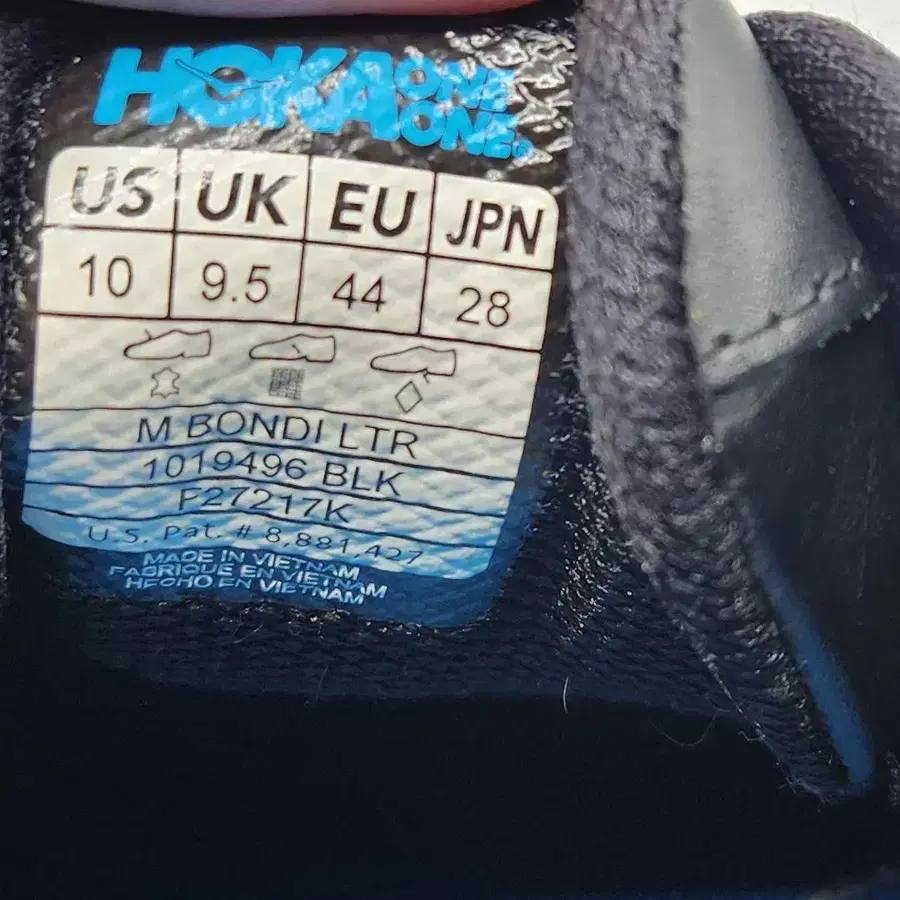 HOKA ONE ONE
US UK EU JPN
10 9.5 44 28
M BONDI LTR
1019496 BLK
F27217K
U.S. Pat. # 8,881,427
MADE IN VIETNAM
FABRIQUE EN VIETNAM
HECHO EN VIETNAM